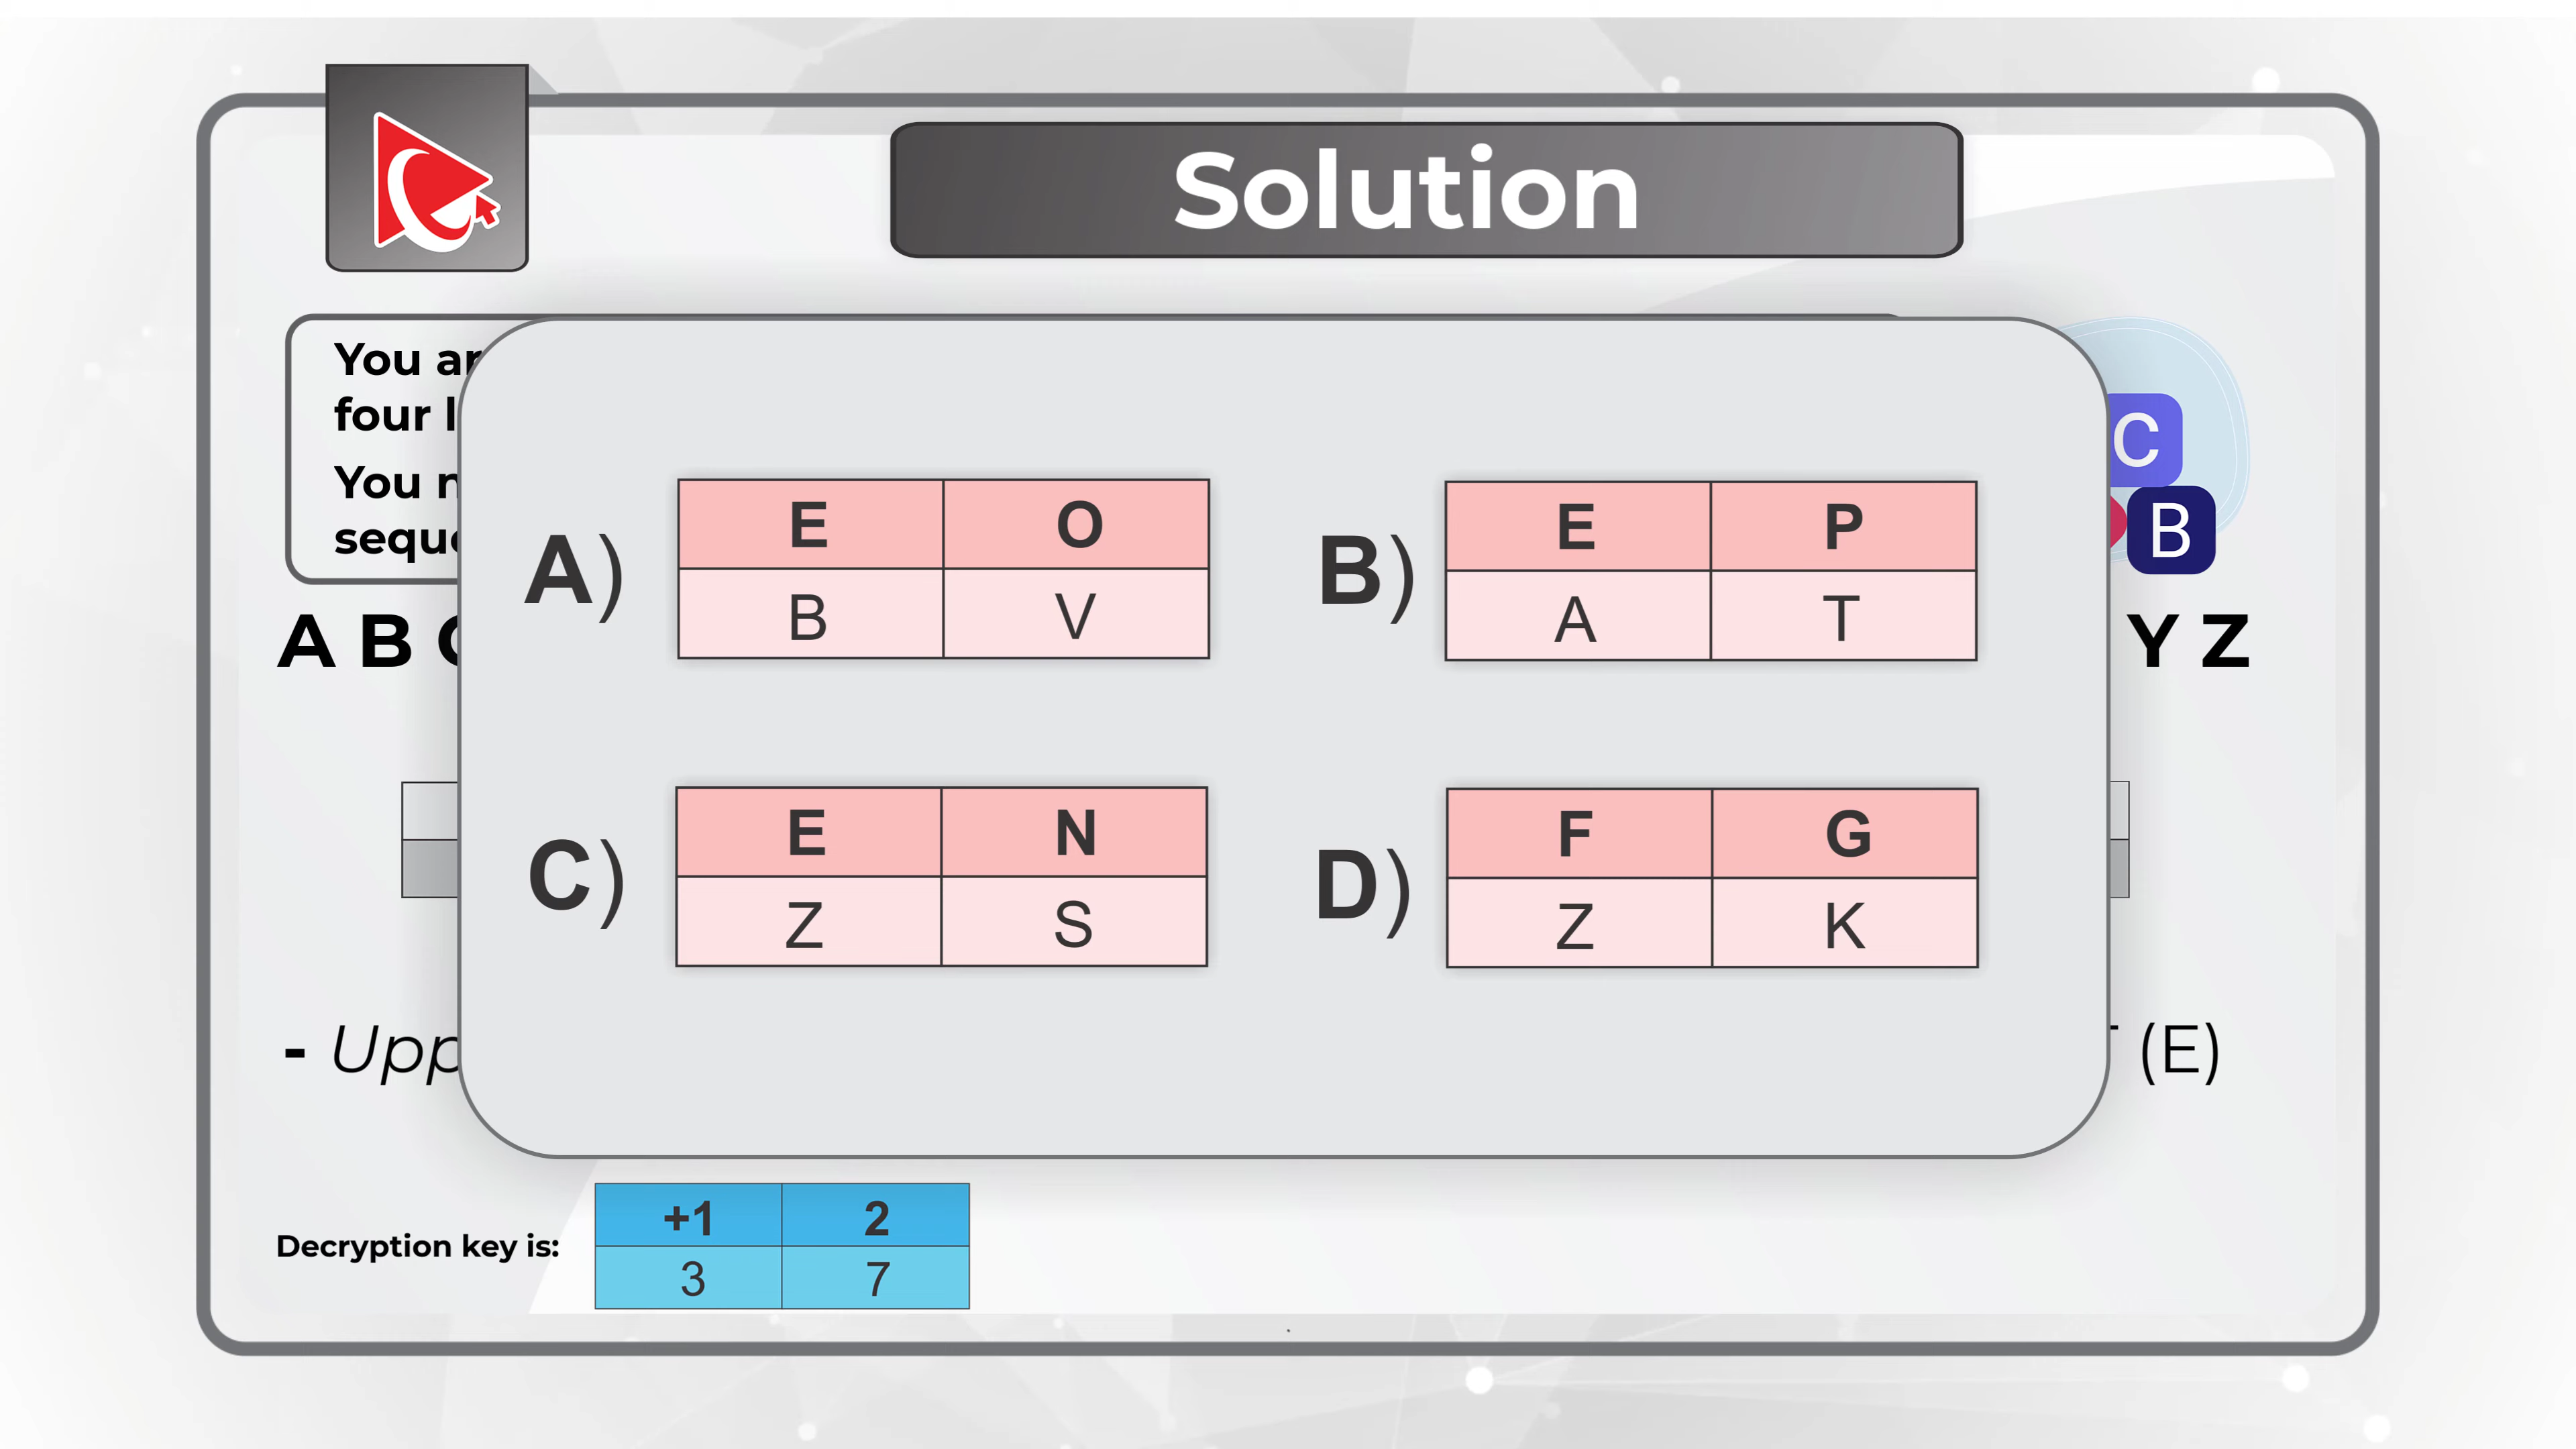 Solution
You ar
four l
You
sequ
C
B
A B
Y Z
A) E O
B V
B) E P
A T
C) E N
Z S
D) F G
Z K
- Upp
(E)
Decryption key is: +1 2
3 7